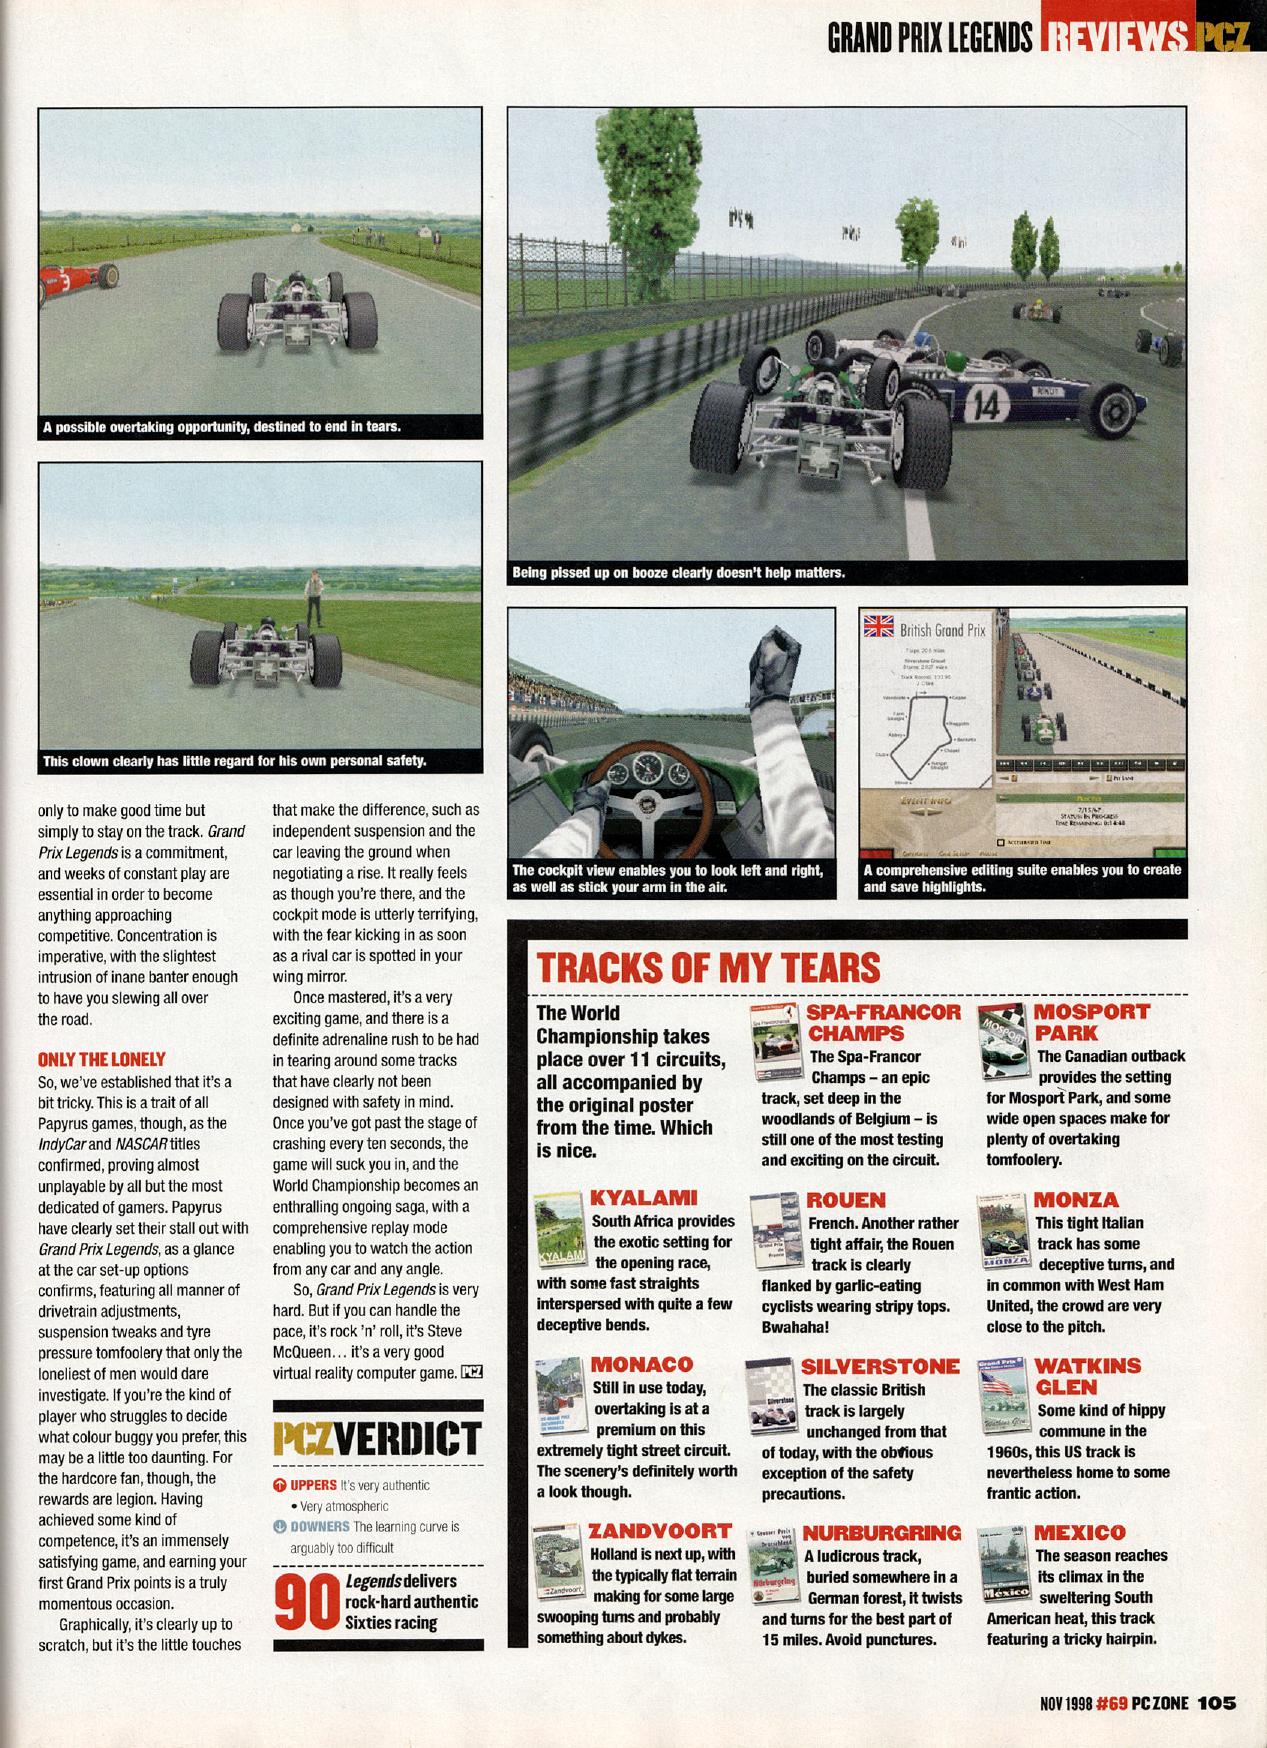 GRAND PRIX LEGENDS REVIEWS PCZ
A possible overtaking opportunity, destined to end in tears.
14
Being pissed up on booze clearly doesn't help matters.
This clown clearly has little regard for his own personal safety.
The cockpit view enables you to look left and right,
as well as stick your arm in the air.
British Grand Prix
EVENT INFO
A comprehensive editing suite enables you to create
and save highlights.
only to make good time but
simply to stay on the track. Grand
Prix Legends is a commitment,
and weeks of constant play are
essential in order to become
anything approaching
competitive. Concentration is
imperative, with the slightest
intrusion of inane banter enough
to have you slewing all over
the road.
ONLY THE LONELY
So, we've established that it's a
bit tricky. This is a trait of all
Papyrus games, though, as the
IndyCar and NASCAR titles
confirmed, proving almost
unplayable by all but the most
dedicated of gamers. Papyrus
have clearly set their stall out with
Grand Prix Legends, as a glance
at the car set-up options
confirms, featuring all manner of
drivetrain adjustments,
suspension tweaks and tyre
pressure tomfoolery that only the
loneliest of men would dare
investigate. If you're the kind of
player who struggles to decide
what colour buggy you prefer, this
may be a little too daunting. For
the hardcore fan, though, the
rewards are legion. Having
achieved some kind of
competence, it's an immensely
satisfying game, and earning your
first Grand Prix points is a truly
momentous occasion.
Graphically, it's clearly up to
scratch, but it's the little touches
that make the difference, such as
independent suspension and the
car leaving the ground when
negotiating a rise. It really feels
as though you're there, and the
cockpit mode is utterly terrifying,
with the fear kicking in as soon
as a rival car is spotted in your
wing mirror.
Once mastered, it's a very
exciting game, and there is a
definite adrenaline rush to be had
in tearing around some tracks
that have clearly not been
designed with safety in mind.
Once you've got past the stage of
crashing every ten seconds, the
game will suck you in, and the
World Championship becomes an
enthralling ongoing saga, with a
comprehensive replay mode
enabling you to watch the action
from any car and any angle.
So, Grand Prix Legends is very
hard. But if you can handle the
pace, it's rock 'n' roll, it's Steve
McQueen... it's a very good
virtual reality computer game. PCZ
PCZVERDICT
UPPERS It's very authentic
• Very atmospheric
DOWNERS The learning curve is
arguably too difficult
90
Legends delivers
rock-hard authentic
Sixties racing
TRACKS OF MY TEARS
The World
Championship takes
place over 11 circuits,
all accompanied by
the original poster
from the time. Which
is nice.
KYALAMI
South Africa provides
the exotic setting for
the opening race,
with some fast straights
interspersed with quite a few
deceptive bends.
MONACO
Still in use today,
overtaking is at a
premium on this
extremely tight street circuit.
The scenery's definitely worth
a look though.
ZANDVOORT
Holland is next up, with
the typically flat terrain
making for some large
swooping turns and probably
something about dykes.
SPA-FRANCOR
CHAMPS
The Spa-Francor
Champs – an epic
track, set deep in the
woodlands of Belgium – is
still one of the most testing
and exciting on the circuit.
ROUEN
French. Another rather
tight affair, the Rouen
track is clearly
flanked by garlic-eating
cyclists wearing stripy tops.
Bwahaha!
SILVERSTONE
The classic British
track is largely
unchanged from that
of today, with the obvious
exception of the safety
precautions.
NURBURGRING
A ludicrous track,
buried somewhere in a
German forest, it twists
and turns for the best part of
15 miles. Avoid punctures.
MOSPORT
PARK
The Canadian outback
provides the setting
for Mosport Park, and some
wide open spaces make for
plenty of overtaking
tomfoolery.
MONZA
This tight Italian
track has some
deceptive turns, and
in common with West Ham
United, the crowd are very
close to the pitch.
WATKINS
GLEN
Some kind of hippy
commune in the
1960s, this US track is
nevertheless home to some
frantic action.
MEXICO
The season reaches
its climax in the
sweltering South
American heat, this track
featuring a tricky hairpin.
NOV 1998 #69 PC ZONE 105